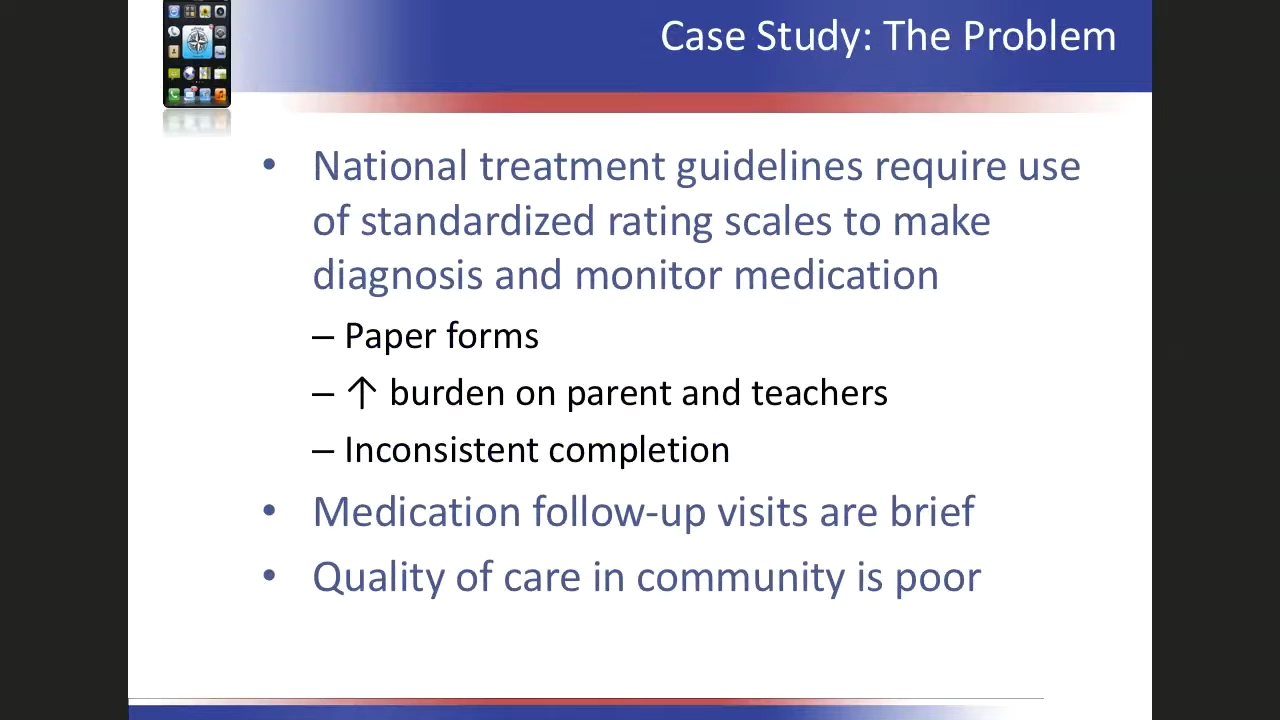 Case Study: The Problem
• National treatment guidelines require use
of standardized rating scales to make
diagnosis and monitor medication
– Paper forms
– ↑ burden on parent and teachers
– Inconsistent completion
• Medication follow-up visits are brief
• Quality of care in community is poor